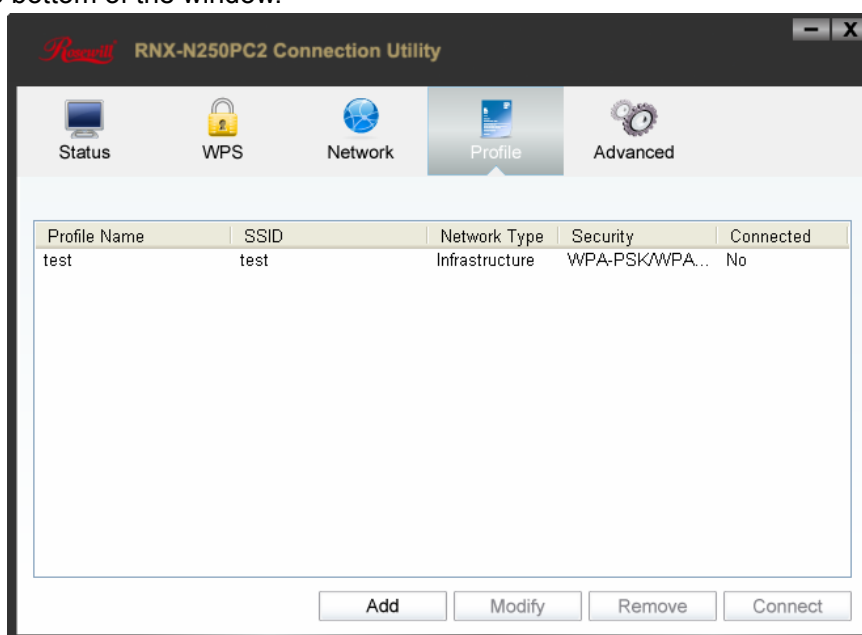 bottom of the window.
Rosewill RNX-N250PC2 Connection Utility
Status WPS Network Profile Advanced
Profile Name SSID Network Type Security Connected
test test Infrastructure WPA-PSK/WPA... No
Add Modify Remove Connect